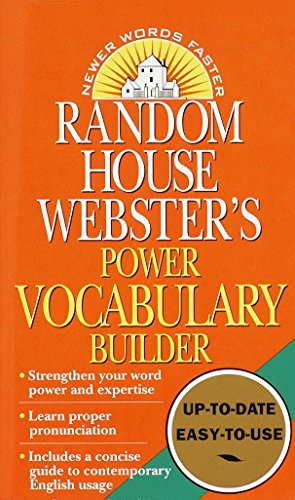 NEWER WORDS FASTER
RANDOM
HOUSE
WEBSTER'S
POWER
VOCABULARY
BUILDER
• Strengthen your word
power and expertise
• Learn proper
pronunciation
• Includes a concise
guide to contemporary
English usage
UP-TO-DATE
EASY-TO-USE